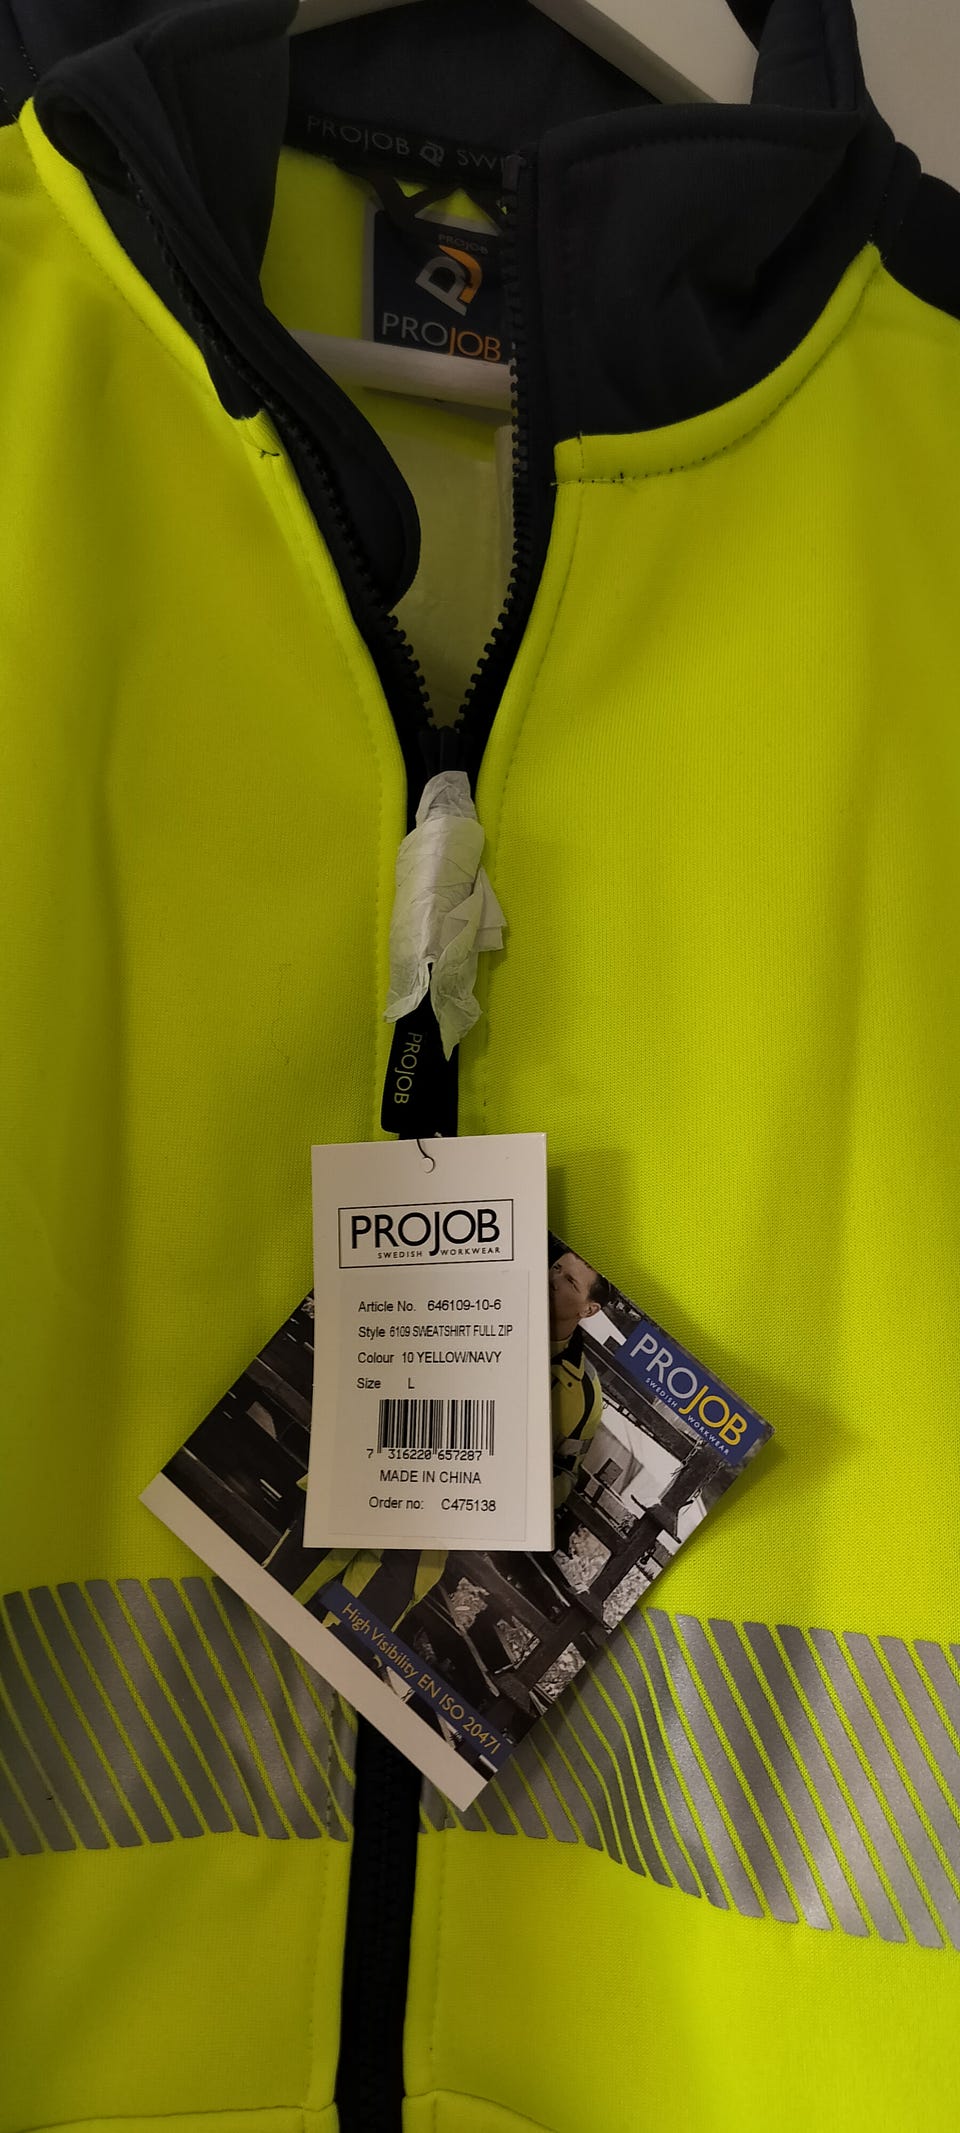 PROJOB SWE
PROJOB
PROJOB
PROJOB
PROJOB
SWEDISH WORKWEAR
Article No. 646109-10-6
Style 6109 SWEATSHIRT FULL ZIP
Colour 10 YELLOW/NAVY
Size L
7 316220 657287
MADE IN CHINA
Order no: C475138
PROJOB
SWEDISH WORKWEAR
High Visibility EN ISO 20471